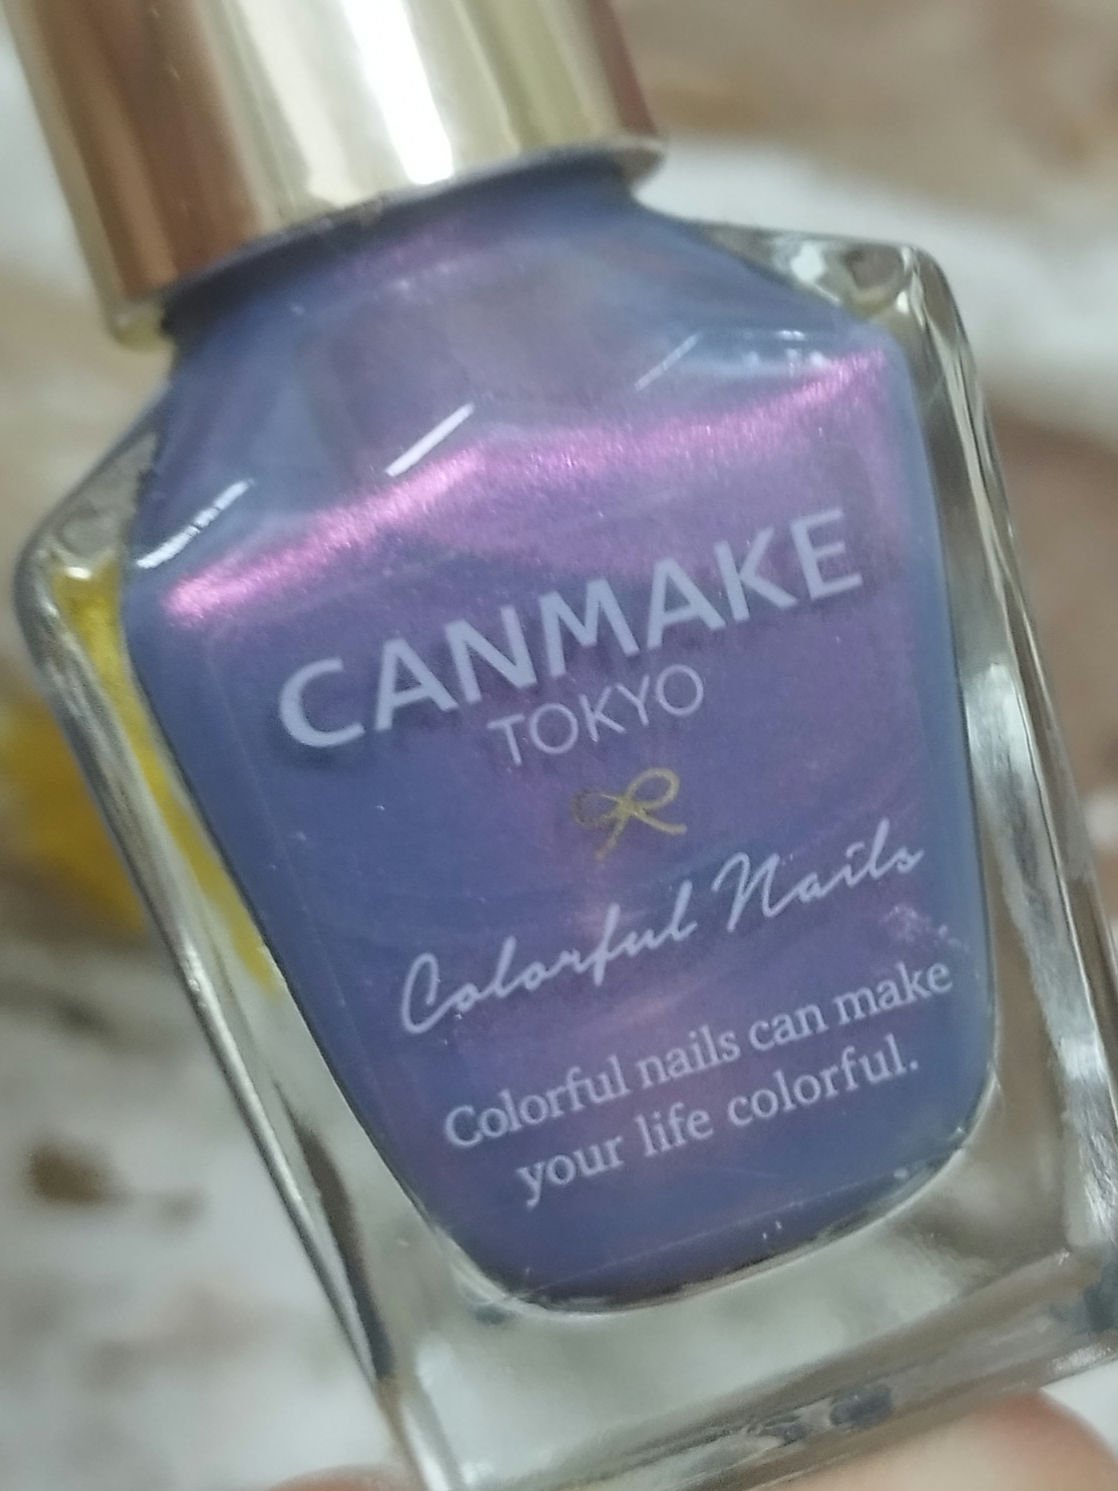 CANMAKE
TOKYO
Colorful Nails
Colorful nails can make
your life colorful.